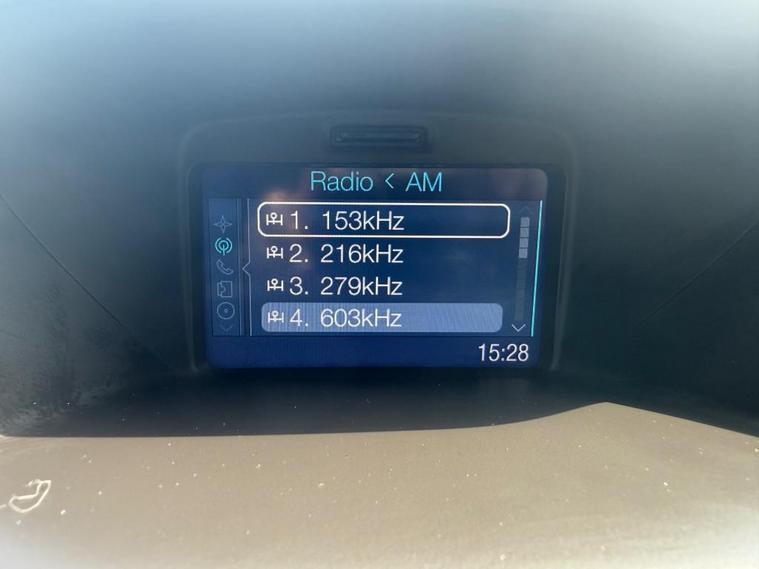 Radio < AM
1. 153kHz
2. 216kHz
3. 279kHz
4. 603kHz
15:28